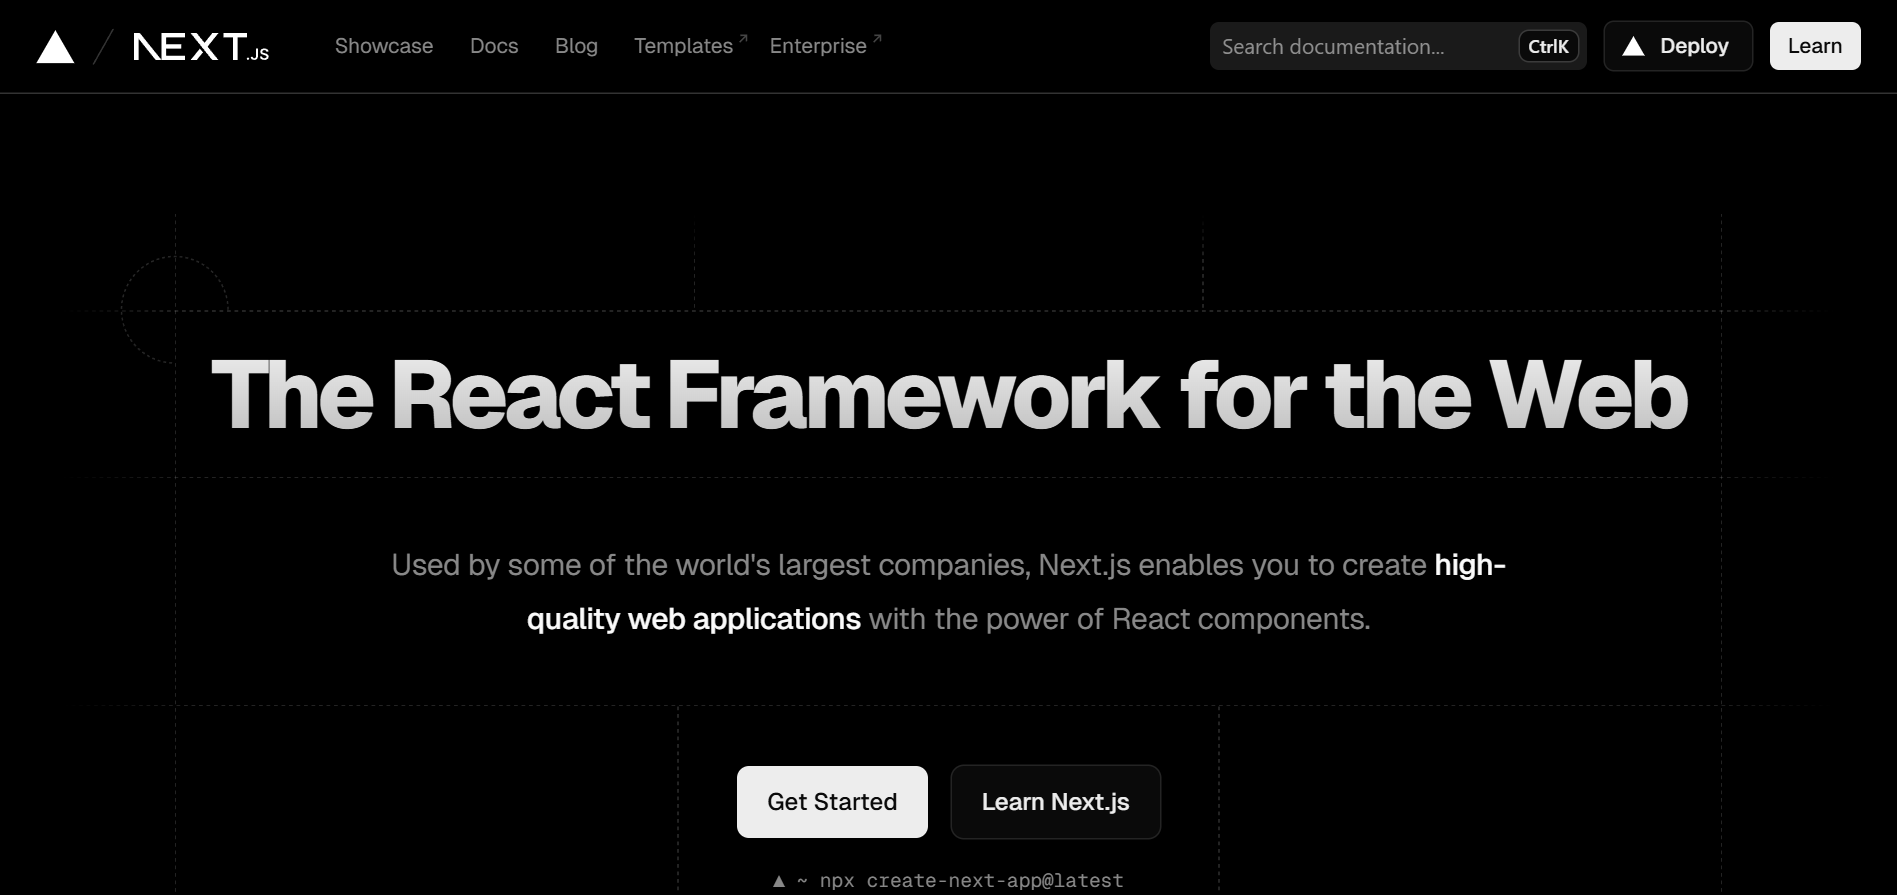 NEXT.JS
Showcase Docs Blog Templates ↗ Enterprise ↗
Search documentation... CtrlK
Deploy
Learn
The React Framework for the Web
Used by some of the world's largest companies, Next.js enables you to create high-
quality web applications with the power of React components.
Get Started
Learn Next.js
▲ ~ npx create-next-app@latest